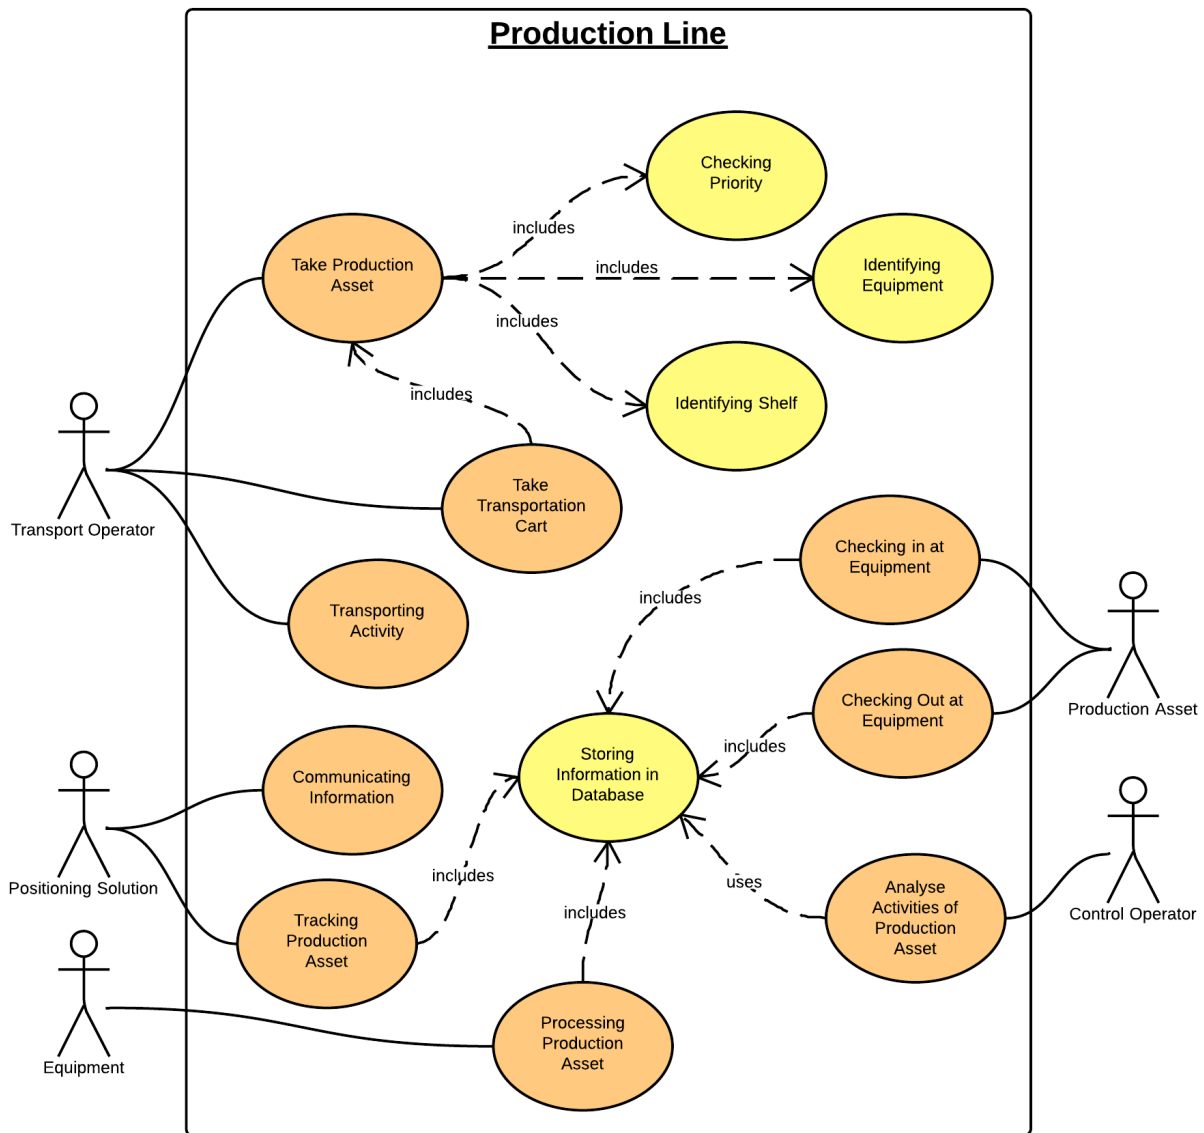 Production Line
Checking
Priority
includes
Take Production
Asset
includes
Identifying
Equipment
includes
includes
Identifying Shelf
Transport Operator
Take
Transportation
Cart
Checking in at
Equipment
includes
Transporting
Activity
Checking Out at
Equipment
Production Asset
includes
Storing
Information in
Database
Communicating
Information
Positioning Solution
includes
uses
Analyse
Activities of
Production
Asset
Control Operator
Tracking
Production
Asset
includes
Processing
Production
Asset
Equipment